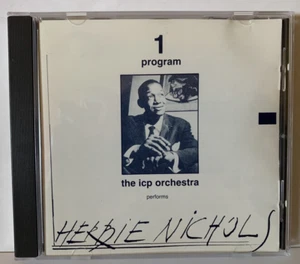 1
program
the icp orchestra
performs
HERBIE NICHOLS